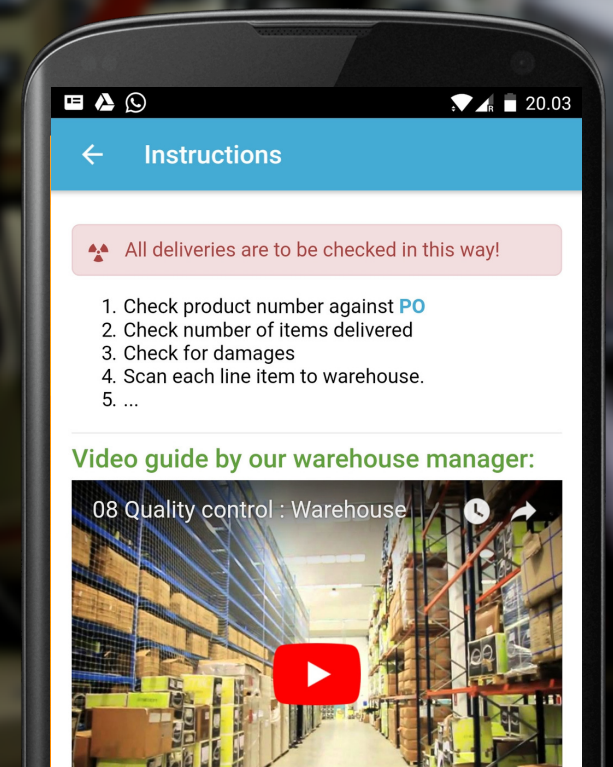 20.03
Instructions
All deliveries are to be checked in this way!
1. Check product number against PO
2. Check number of items delivered
3. Check for damages
4. Scan each line item to warehouse.
5. ...
Video guide by our warehouse manager:
08 Quality control : Warehouse